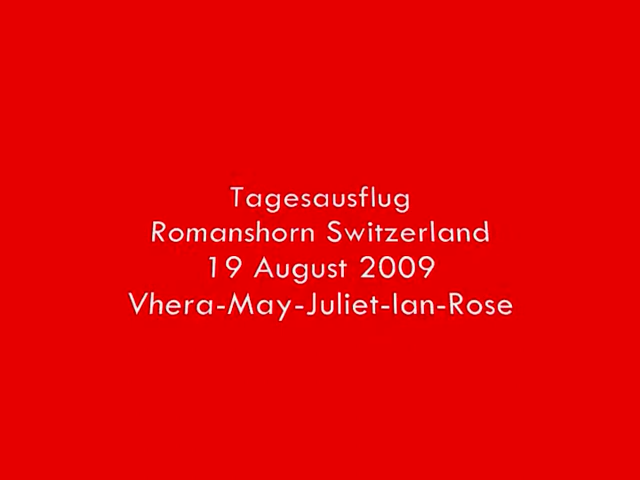 Tagesausflug
Romanshorn Switzerland
19 August 2009
Vhera-May-Juliet-Ian-Rose